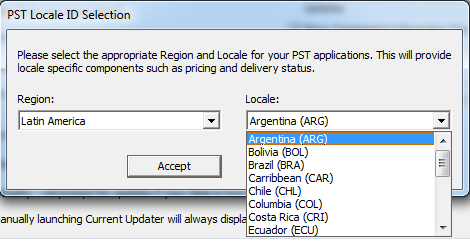 PST Locale ID Selection
Please select the appropriate Region and Locale for your PST applications. This will provide
locale specific components such as pricing and delivery status.
Region:
Locale:
Latin America
Argentina (ARG)
Argentina (ARG)
Bolivia (BOL)
Brazil (BRA)
Carribbean (CAR)
Chile (CHL)
Columbia (COL)
Costa Rica (CRI)
Ecuador (ECU)
Accept
anually launching Current Updater will always displa